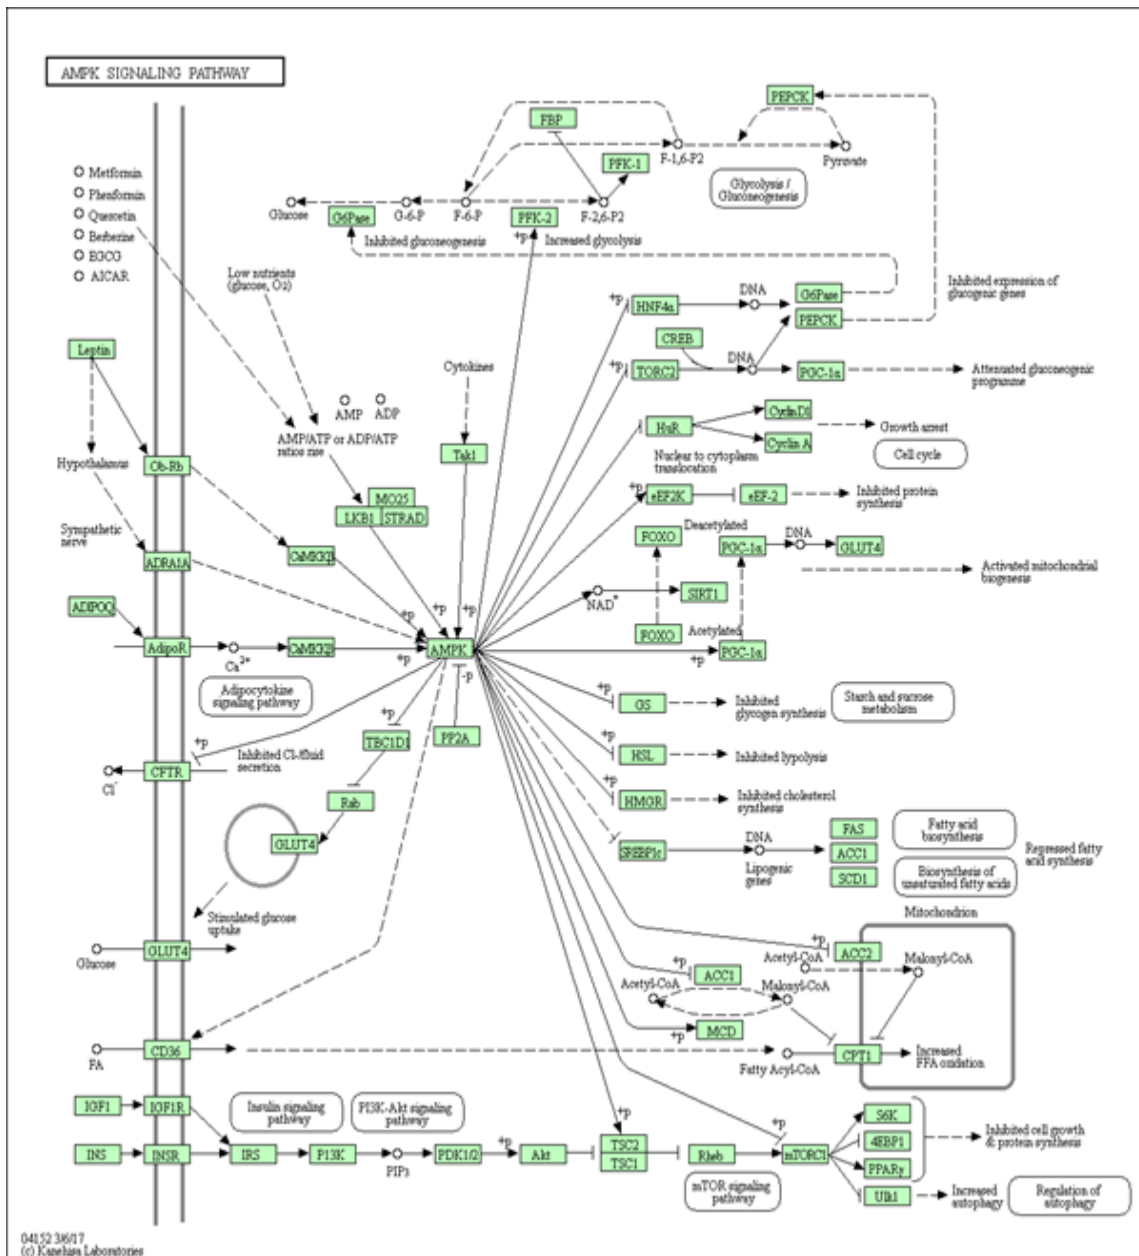 AMPK SIGNALING PATHWAY
PEPCK
FBP
PFK-1
F-1,6-P2
Pyruvate
Glycolysis /
Gluconeogenesis
Metformin
Phenformin
Quercetin
Berberine
EGCG
AICAR
Glucose
G6Pase
G-6-P
F-6-P
PFK-2
F-2,6-P2
+p
Inhibited gluconeogenesis
Increased glycolysis
Low nutrients
(glucose, O2)
Inhibited expression of
glucogenic genes
+p
HNF4α
DNA
G6Pase
PEPCK
CREB
Leptin
Cytokines
+p
TORC2
DNA
PGC-1α
Attenuated gluconeogenic
programme
AMP
ADP
AMP/ATP or ADP/ATP
ratios rise
Tak1
+p
HuR
Cyclin D1
Cyclin A
Growth arrest
Cell cycle
Nuclear to cytoplasm
translocation
Hypothalamus
Ob-Rb
MO25
LKB1
STRAD
+p
eEF2K
eEF-2
Inhibited protein
synthesis
Sympathetic
nerve
ADRA1A
CaMKKβ
Deacetylated
FOXO
PGC-1α
DNA
GLUT4
Activated mitochondrial
biogenesis
NAD+
SIRT1
ADIPOQ
+p
+p
+p
FOXO
Acetylated
AdipoR
Ca2+
CaMKKβ
+p
AMPK
-p
+p
PGC-1α
Adipocytokine
signaling pathway
+p
GS
Inhibited
glycogen synthesis
Starch and sucrose
metabolism
+p
TBC1D1
PP2A
+p
Inhibited Cl-/fluid
secretion
CFTR
Cl-
+p
HSL
Inhibited lypolysis
Rab
+p
HMGR
Inhibited cholesterol
synthesis
GLUT4
SREBP1c
DNA
Lipogenic
genes
FAS
ACC1
SCD1
Fatty acid
biosynthesis
Biosynthesis of
unsaturated fatty acids
Repressed fatty
acid synthesis
Stimulated glucose
uptake
Glucose
GLUT4
Mitochondrion
+p
ACC2
Acetyl-CoA
Malonyl-CoA
+p
ACC1
Acetyl-CoA
Malonyl-CoA
MCD
+p
FA
CD36
Fatty Acyl-CoA
CPT1
Increased
FFA oxidation
IGF1
IGF1R
Insulin signaling
pathway
PI3K-Akt signaling
pathway
+p
+p
S6K
4EBP1
PPARγ
Ulk1
Inhibited cell growth
& protein synthesis
INS
INSR
IRS
P13K
PIP3
PDK1/2
+p
Akt
TSC2
TSC1
Rheb
mTORC1
mTOR signaling
pathway
Increased
autophagy
Regulation of
autophagy
04152 3/6/17
(c) Kanehisa Laboratories